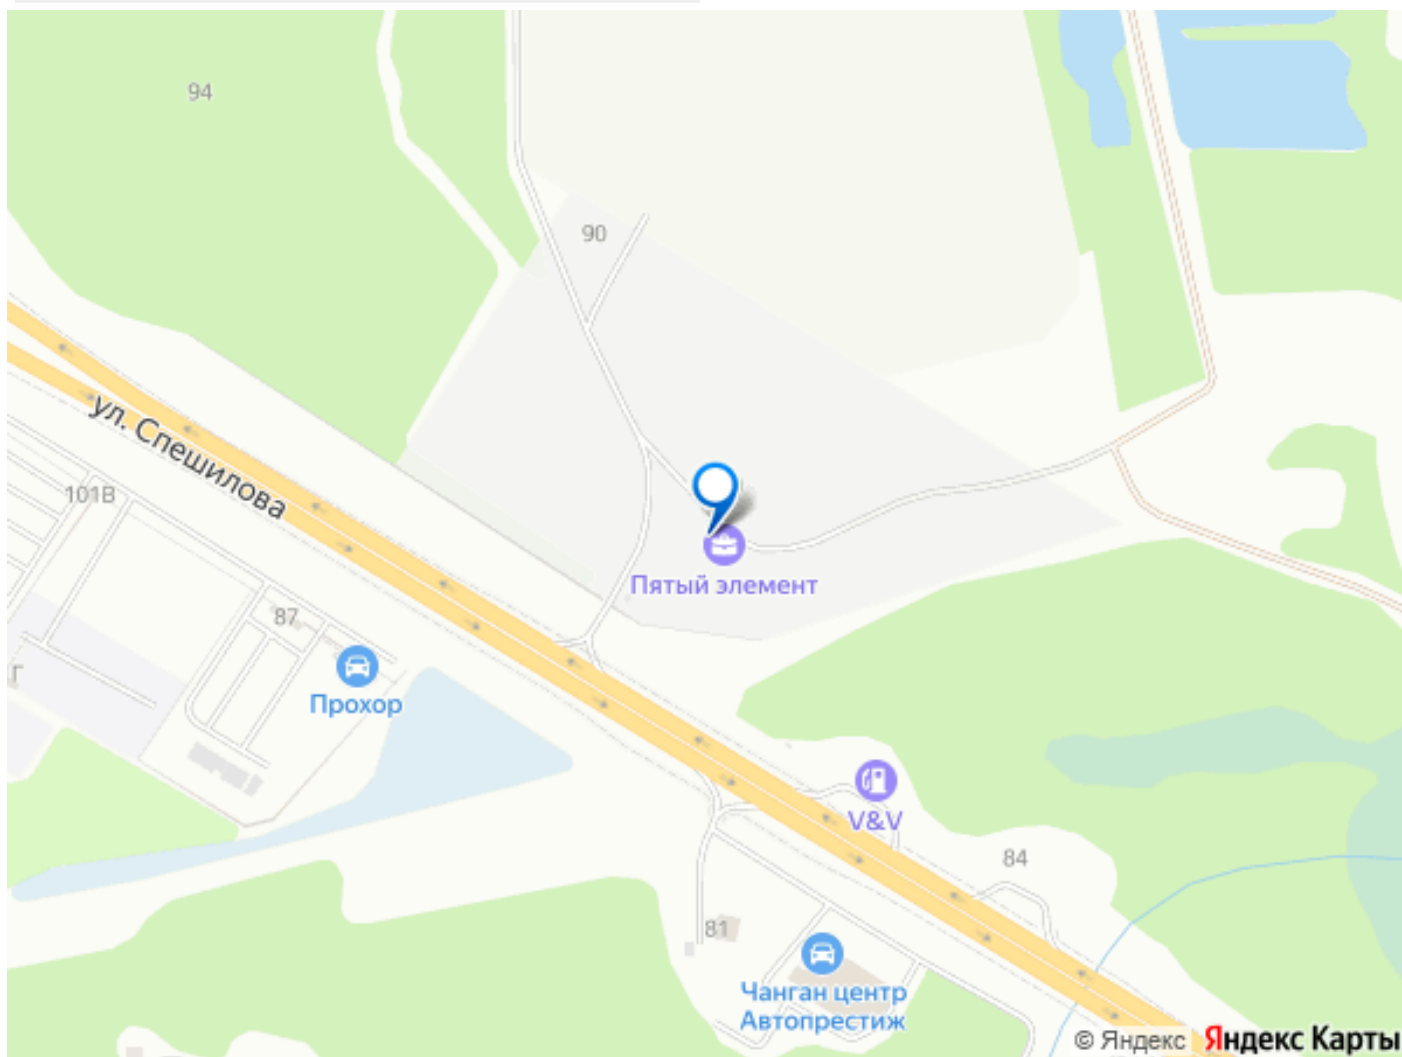 94
90
ул. Спешилова
101В
Пятый элемент
87
Г
Прохор
V&V
84
81
Чанган центр
Автопрестиж
© Яндекс Яндекс Карты